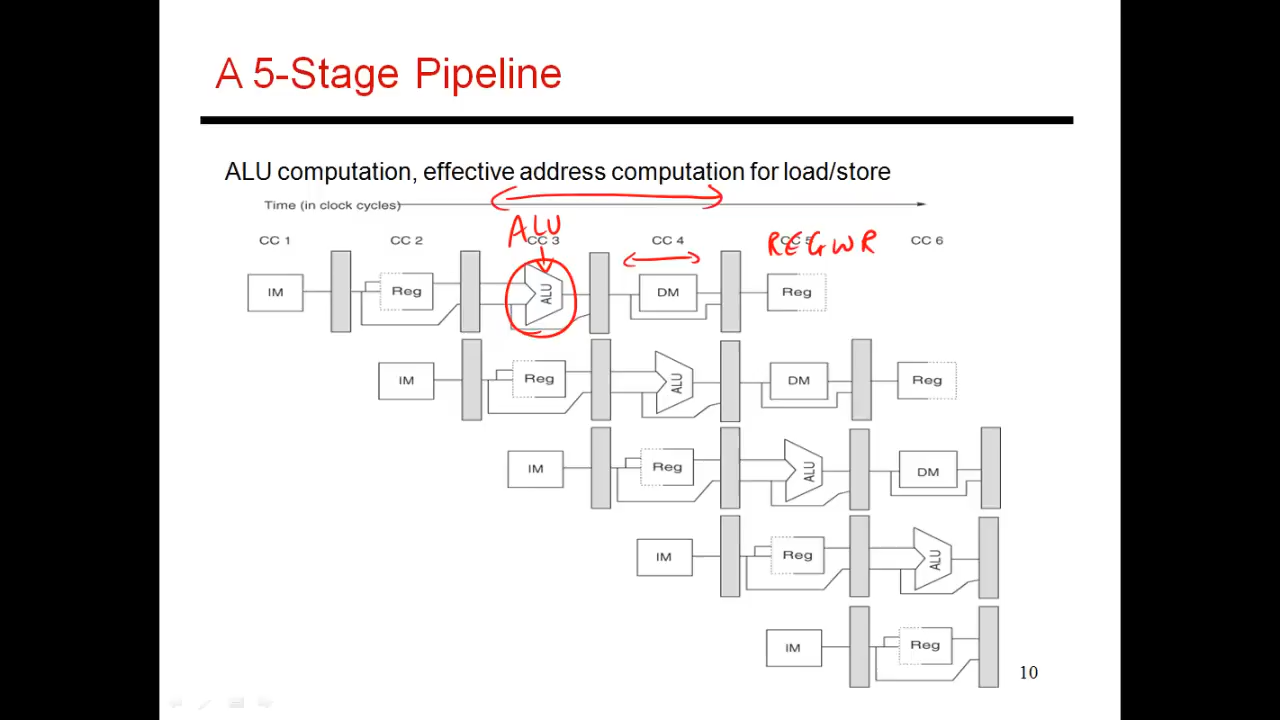 A 5-Stage Pipeline
ALU computation, effective address computation for load/store
Time (in clock cycles)
ALU
REGWR
CC 1 CC 2 CC 3 CC 4 CC 5 CC 6
IM Reg ALU DM Reg
IM Reg ALU DM Reg
IM Reg ALU DM
IM Reg ALU
IM Reg
10